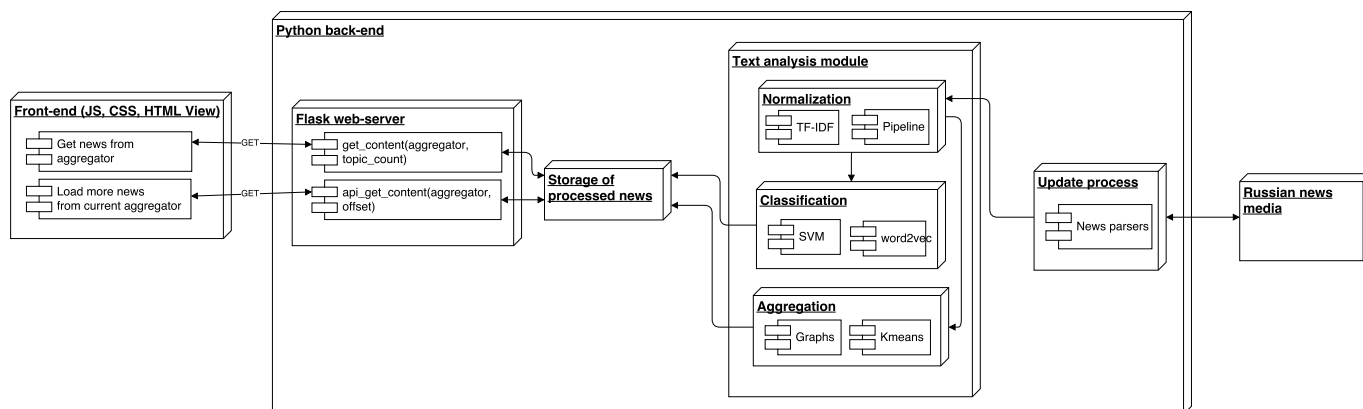 Python back-end
Front-end (JS, CSS, HTML View)
Get news from
aggregator
Load more news
from current aggregator
GET
GET
Flask web-server
get_content(aggregator,
topic_count)
api_get_content(aggregator,
offset)
Storage of
processed news
Text analysis module
Normalization
TF-IDF
Pipeline
Classification
SVM
word2vec
Aggregation
Graphs
Kmeans
Update process
News parsers
Russian news
media